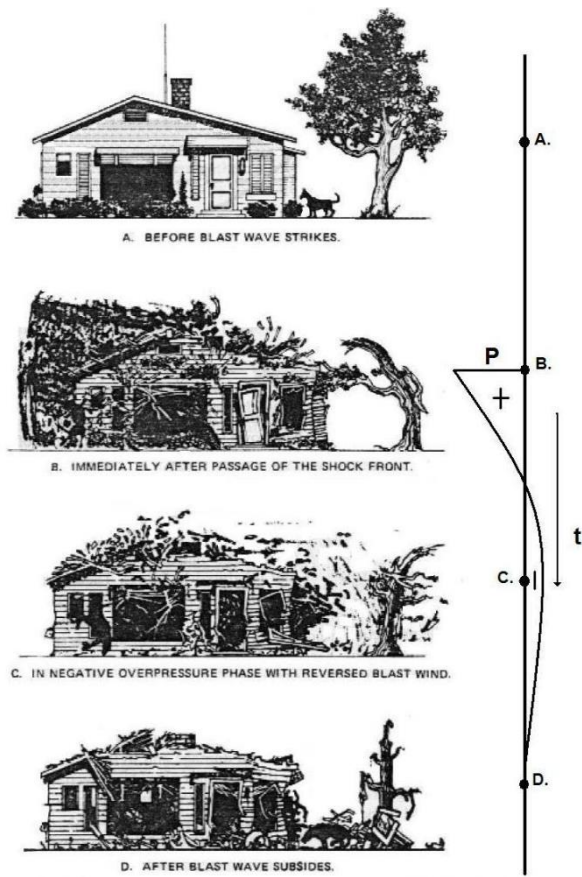 A. BEFORE BLAST WAVE STRIKES.
A.
B. IMMEDIATELY AFTER PASSAGE OF THE SHOCK FRONT.
P
B.
+
t
C. IN NEGATIVE OVERPRESSURE PHASE WITH REVERSED BLAST WIND.
C.
–
D. AFTER BLAST WAVE SUBSIDES.
D.